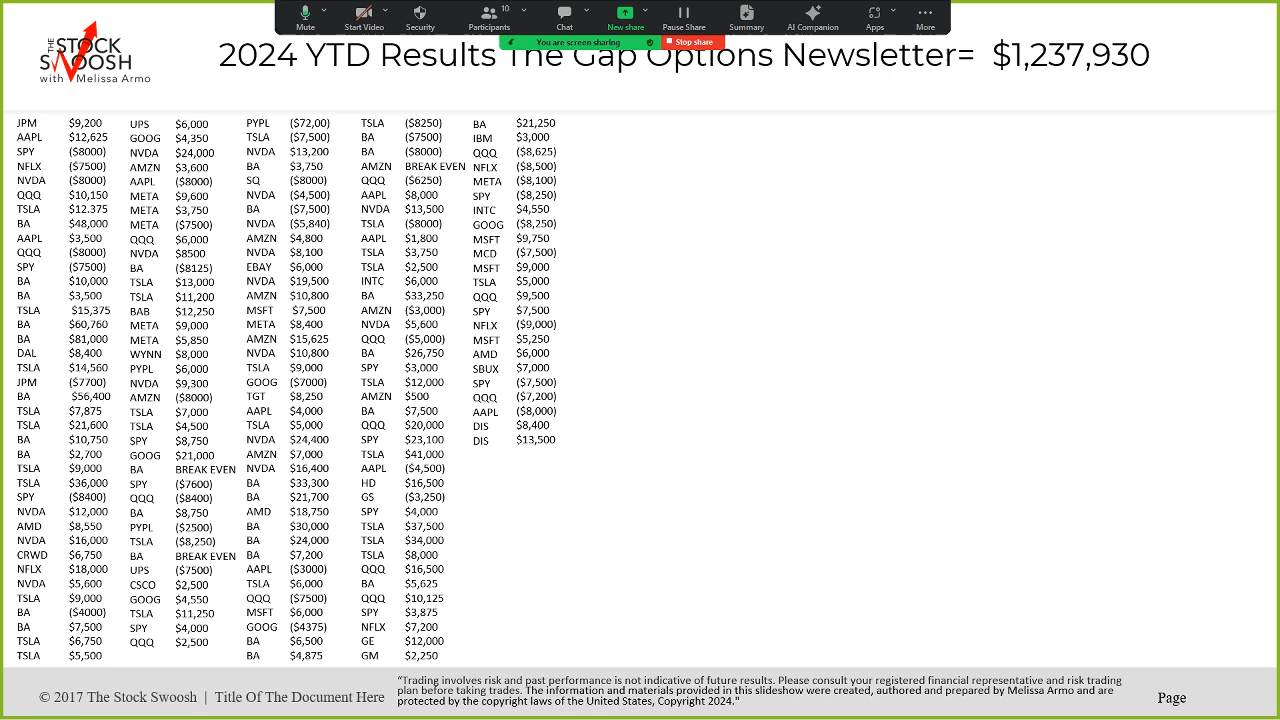 Mute
Start Video
Security
Participants
10
Chat
New share
Pause Share
Summary
AI Companion
Apps
More
You are screen sharing
Stop share
THE STOCK
SWOOSH
with Melissa Armo
2024 YTD Results The Gap Options Newsletter= $1,237,930
JPM $9,200
AAPL $12,625
SPY ($8000)
NFLX ($7500)
NVDA ($8000)
QQQ $10,150
TSLA $12.375
BA $48,000
AAPL $3,500
QQQ ($8000)
SPY ($7500)
BA $10,000
BA $3,500
TSLA $15,375
BA $60,760
BA $81,000
DAL $8,400
TSLA $14,560
JPM ($7700)
BA $56,400
TSLA $7,875
TSLA $21,600
BA $10,750
BA $2,700
TSLA $9,000
TSLA $36,000
SPY ($8400)
NVDA $12,000
AMD $8,550
NVDA $16,000
CRWD $6,750
NFLX $18,000
NVDA $5,600
TSLA $9,000
BA ($4000)
BA $7,500
TSLA $6,750
TSLA $5,500
UPS $6,000
GOOG $4,350
NVDA $24,000
AMZN $3,600
AAPL ($8000)
META $9,600
META $3,750
META ($7500)
QQQ $6,000
NVDA $8500
BA ($8125)
TSLA $13,000
TSLA $11,200
BAB $12,250
META $9,000
META $5,850
WYNN $8,000
PYPL $6,000
NVDA $9,300
AMZN ($8000)
TSLA $7,000
TSLA $4,500
SPY $8,750
GOOG $21,000
BA BREAK EVEN
SPY ($7600)
QQQ ($8400)
BA $8,750
PYPL ($2500)
TSLA ($8,250)
BA BREAK EVEN
UPS ($7500)
CSCO $2,500
GOOG $4,550
TSLA $11,250
SPY $4,000
QQQ $2,500
PYPL ($72,00)
TSLA ($7,500)
NVDA $13,200
BA $3,750
SQ ($8000)
NVDA ($4,500)
BA ($7,500)
NVDA ($5,840)
AMZN $4,800
NVDA $8,100
EBAY $6,000
NVDA $19,500
AMZN $10,800
MSFT $7,500
META $8,400
AMZN $15,625
NVDA $10,800
TSLA $9,000
GOOG ($7000)
TGT $8,250
AAPL $4,000
TSLA $5,000
NVDA $24,400
AMZN $7,000
NVDA $16,400
BA $33,300
BA $21,700
AMD $18,750
BA $30,000
BA $24,000
BA $7,200
AAPL ($3000)
TSLA $6,000
QQQ ($7500)
MSFT $6,000
GOOG ($4375)
BA $6,500
BA $4,875
TSLA ($8250)
BA ($7500)
BA ($8000)
AMZN BREAK EVEN
QQQ ($6250)
AAPL $8,000
NVDA $13,500
TSLA ($8000)
AAPL $1,800
TSLA $3,750
TSLA $2,500
INTC $6,000
BA $33,250
AMZN ($3,000)
NVDA $5,600
QQQ ($5,000)
BA $26,750
SPY $3,000
TSLA $12,000
AMZN $500
BA $7,500
QQQ $20,000
SPY $23,100
TSLA $41,000
AAPL ($4,500)
HD $16,500
GS ($3,250)
SPY $4,000
TSLA $37,500
TSLA $34,000
TSLA $8,000
QQQ $16,500
BA $5,625
QQQ $10,125
SPY $3,875
NFLX $7,200
GE $12,000
GM $2,250
BA $21,250
IBM $3,000
QQQ ($8,625)
NFLX ($8,500)
META ($8,100)
SPY ($8,250)
INTC $4,550
GOOG ($8,250)
MSFT $9,750
MCD ($7,500)
MSFT $9,000
TSLA $5,000
QQQ $9,500
SPY $7,500
NFLX ($9,000)
MSFT $5,250
AMD $6,000
SBUX $7,000
SPY ($7,500)
QQQ ($7,200)
AAPL ($8,000)
DIS $8,400
DIS $13,500
© 2017 The Stock Swoosh | Title Of The Document Here
"Trading involves risk and past performance is not indicative of future results. Please consult your registered financial representative and risk trading
plan before taking trades. The information and materials provided in this slideshow were created, authored and prepared by Melissa Armo and are
protected by the copyright laws of the United States, Copyright 2024."
Page